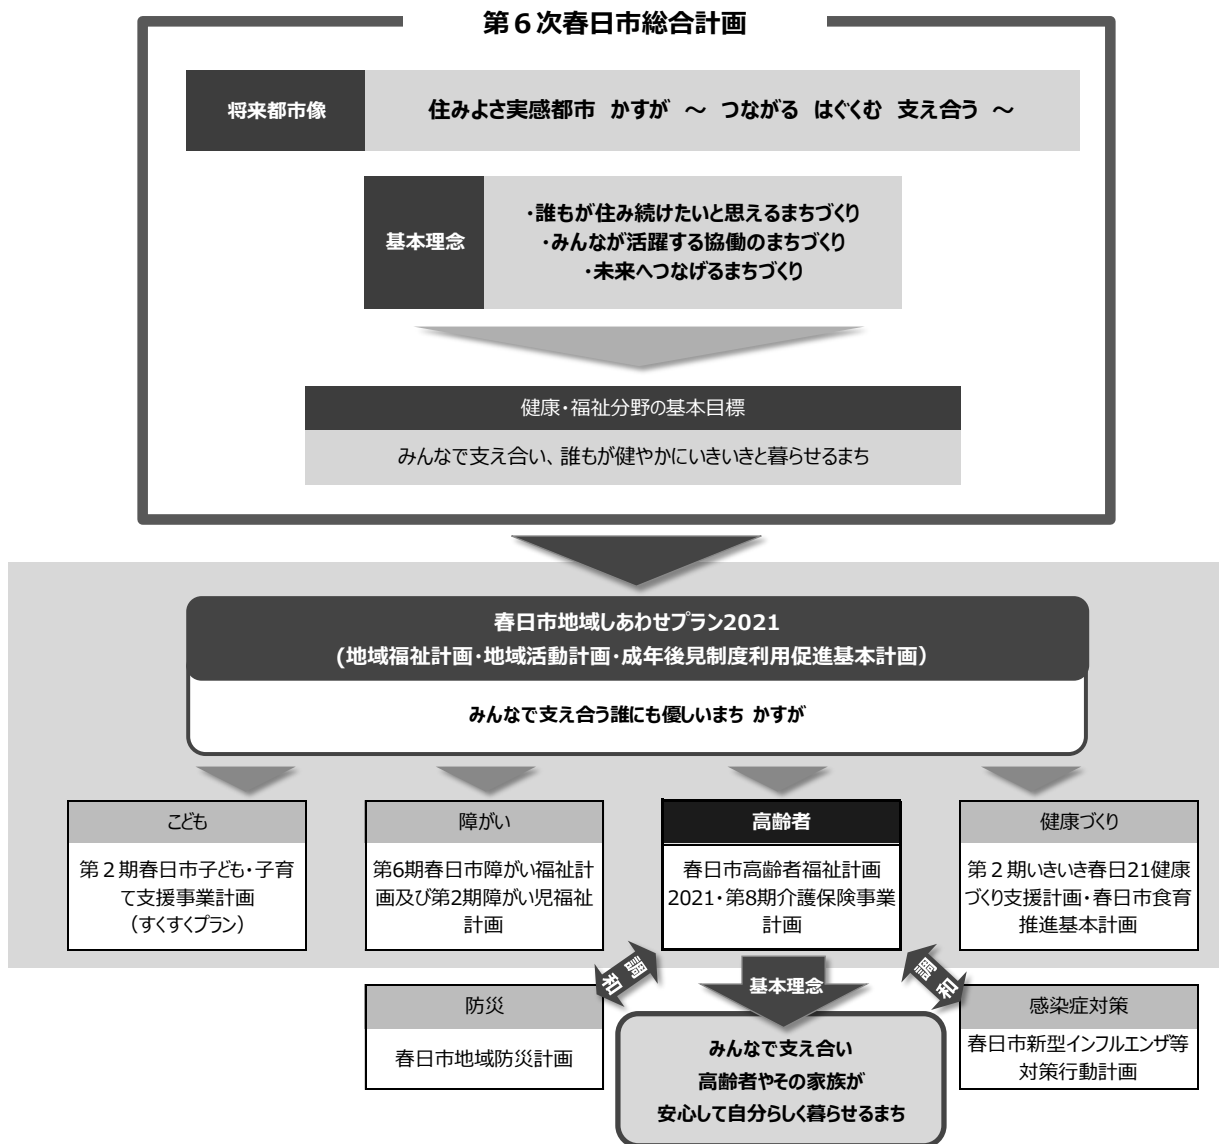 第６次春日市総合計画
将来都市像
住みよさ実感都市 かすが ～ つながる はぐくむ 支え合う ～
基本理念
・誰もが住み続けたいと思えるまちづくり
・みんなが活躍する協働のまちづくり
・未来へつなげるまちづくり
健康・福祉分野の基本目標
みんなで支え合い、誰もが健やかにいきいきと暮らせるまち
春日市地域しあわせプラン2021
(地域福祉計画・地域活動計画・成年後見制度利用促進基本計画）
みんなで支え合う誰にも優しいまち かすが
こども
第２期春日市子ども・子育
て支援事業計画
（すくすくプラン）
障がい
第6期春日市障がい福祉計
画及び第2期障がい児福祉
計画
高齢者
春日市高齢者福祉計画
2021・第8期介護保険事業
計画
健康づくり
第２期いきいき春日21健康
づくり支援計画・春日市食育
推進基本計画
調和
基本理念
調和
防災
春日市地域防災計画
みんなで支え合い
高齢者やその家族が
安心して自分らしく暮らせるまち
感染症対策
春日市新型インフルエンザ等
対策行動計画